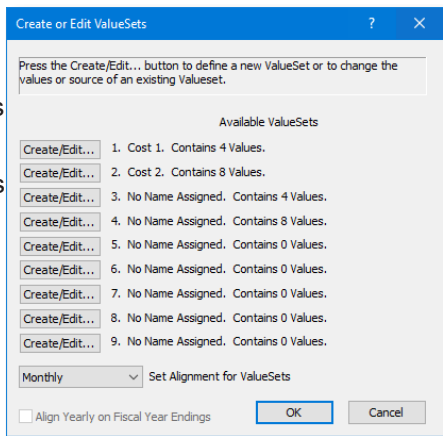 Create or Edit ValueSets ? ×
Press the Create/Edit... button to define a new ValueSet or to change the
values or source of an existing Valueset.
s
Available ValueSets
Create/Edit... 1. Cost 1. Contains 4 Values.
Create/Edit... 2. Cost 2. Contains 8 Values.
s
Create/Edit... 3. No Name Assigned. Contains 4 Values.
Create/Edit... 4. No Name Assigned. Contains 8 Values.
Create/Edit... 5. No Name Assigned. Contains 0 Values.
Create/Edit... 6. No Name Assigned. Contains 0 Values.
Create/Edit... 7. No Name Assigned. Contains 0 Values.
Create/Edit... 8. No Name Assigned. Contains 0 Values.
Create/Edit... 9. No Name Assigned. Contains 0 Values.
Monthly Set Alignment for ValueSets
Align Yearly on Fiscal Year Endings OK Cancel